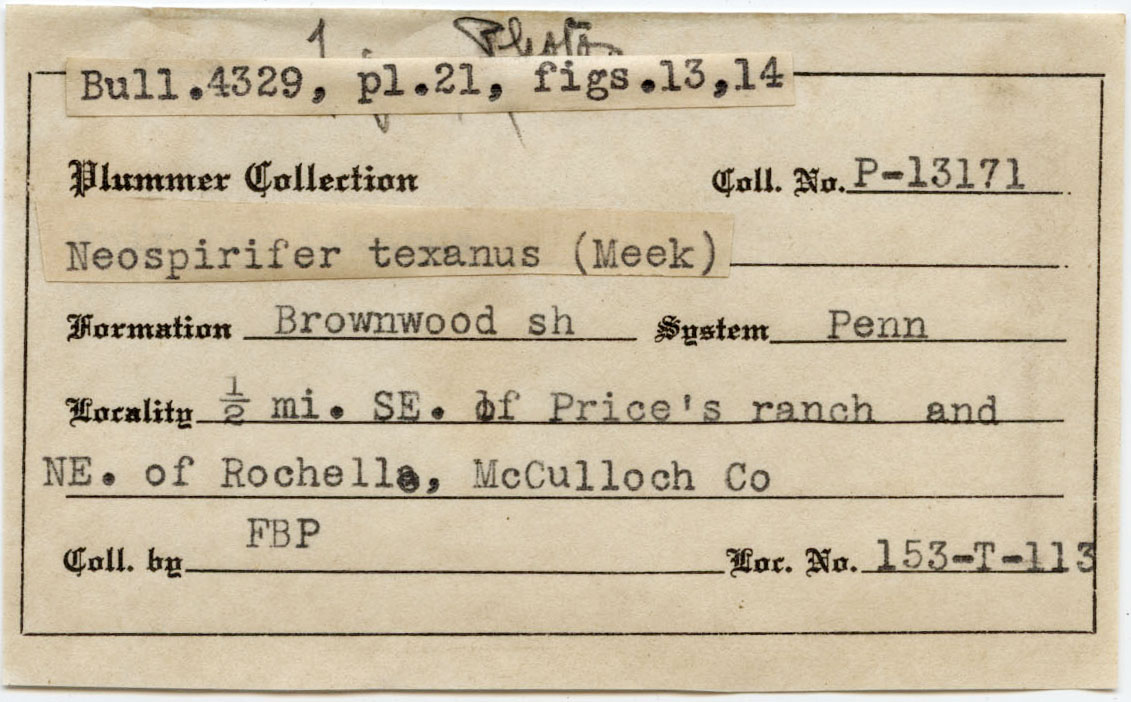 Photo
Bull.4329, pl.21, figs.13,14
Plummer Collection Coll. No. P-13171
Neospirifer texanus (Meek)
Formation Brownwood sh System Penn
Locality ½ mi. SE. of Price's ranch and
NE. of Rochelle, McCulloch Co
Coll. by FBP Loc. No. 153-T-113